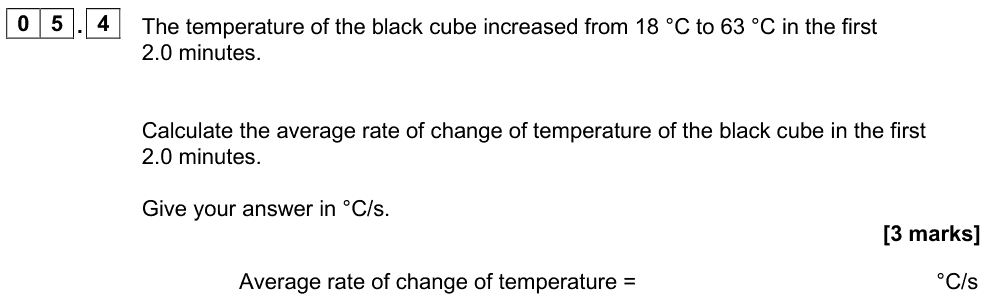 0 5 . 4 The temperature of the black cube increased from 18 °C to 63 °C in the first
2.0 minutes.
Calculate the average rate of change of temperature of the black cube in the first
2.0 minutes.
Give your answer in °C/s.
[3 marks]
Average rate of change of temperature = °C/s